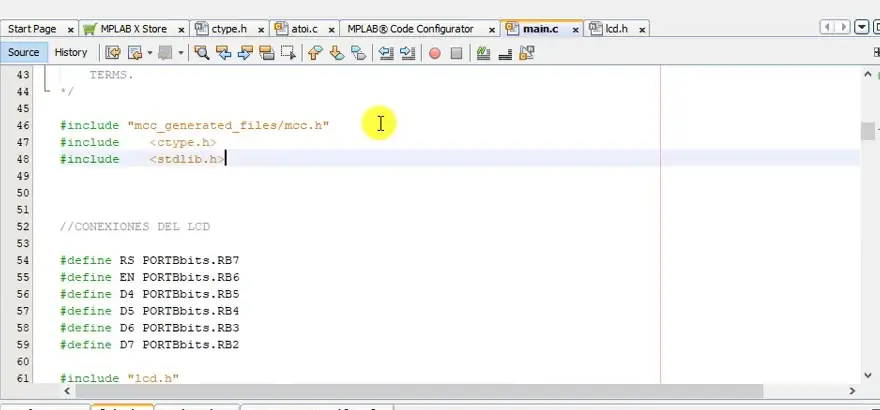 Start Page MPLAB X Store ctype.h atoi.c MPLAB® Code Configurator main.c lcd.h
Source History
43 TERMS.
44 */
45
46 #include "mcc_generated_files/mcc.h"
47 #include <ctype.h>
48 #include <stdlib.h>
49
50
51
52 //CONEXIONES DEL LCD
53
54 #define RS PORTBbits.RB7
55 #define EN PORTBbits.RB6
56 #define D4 PORTBbits.RB5
57 #define D5 PORTBbits.RB4
58 #define D6 PORTBbits.RB3
59 #define D7 PORTBbits.RB2
60
61 #include "lcd.h"